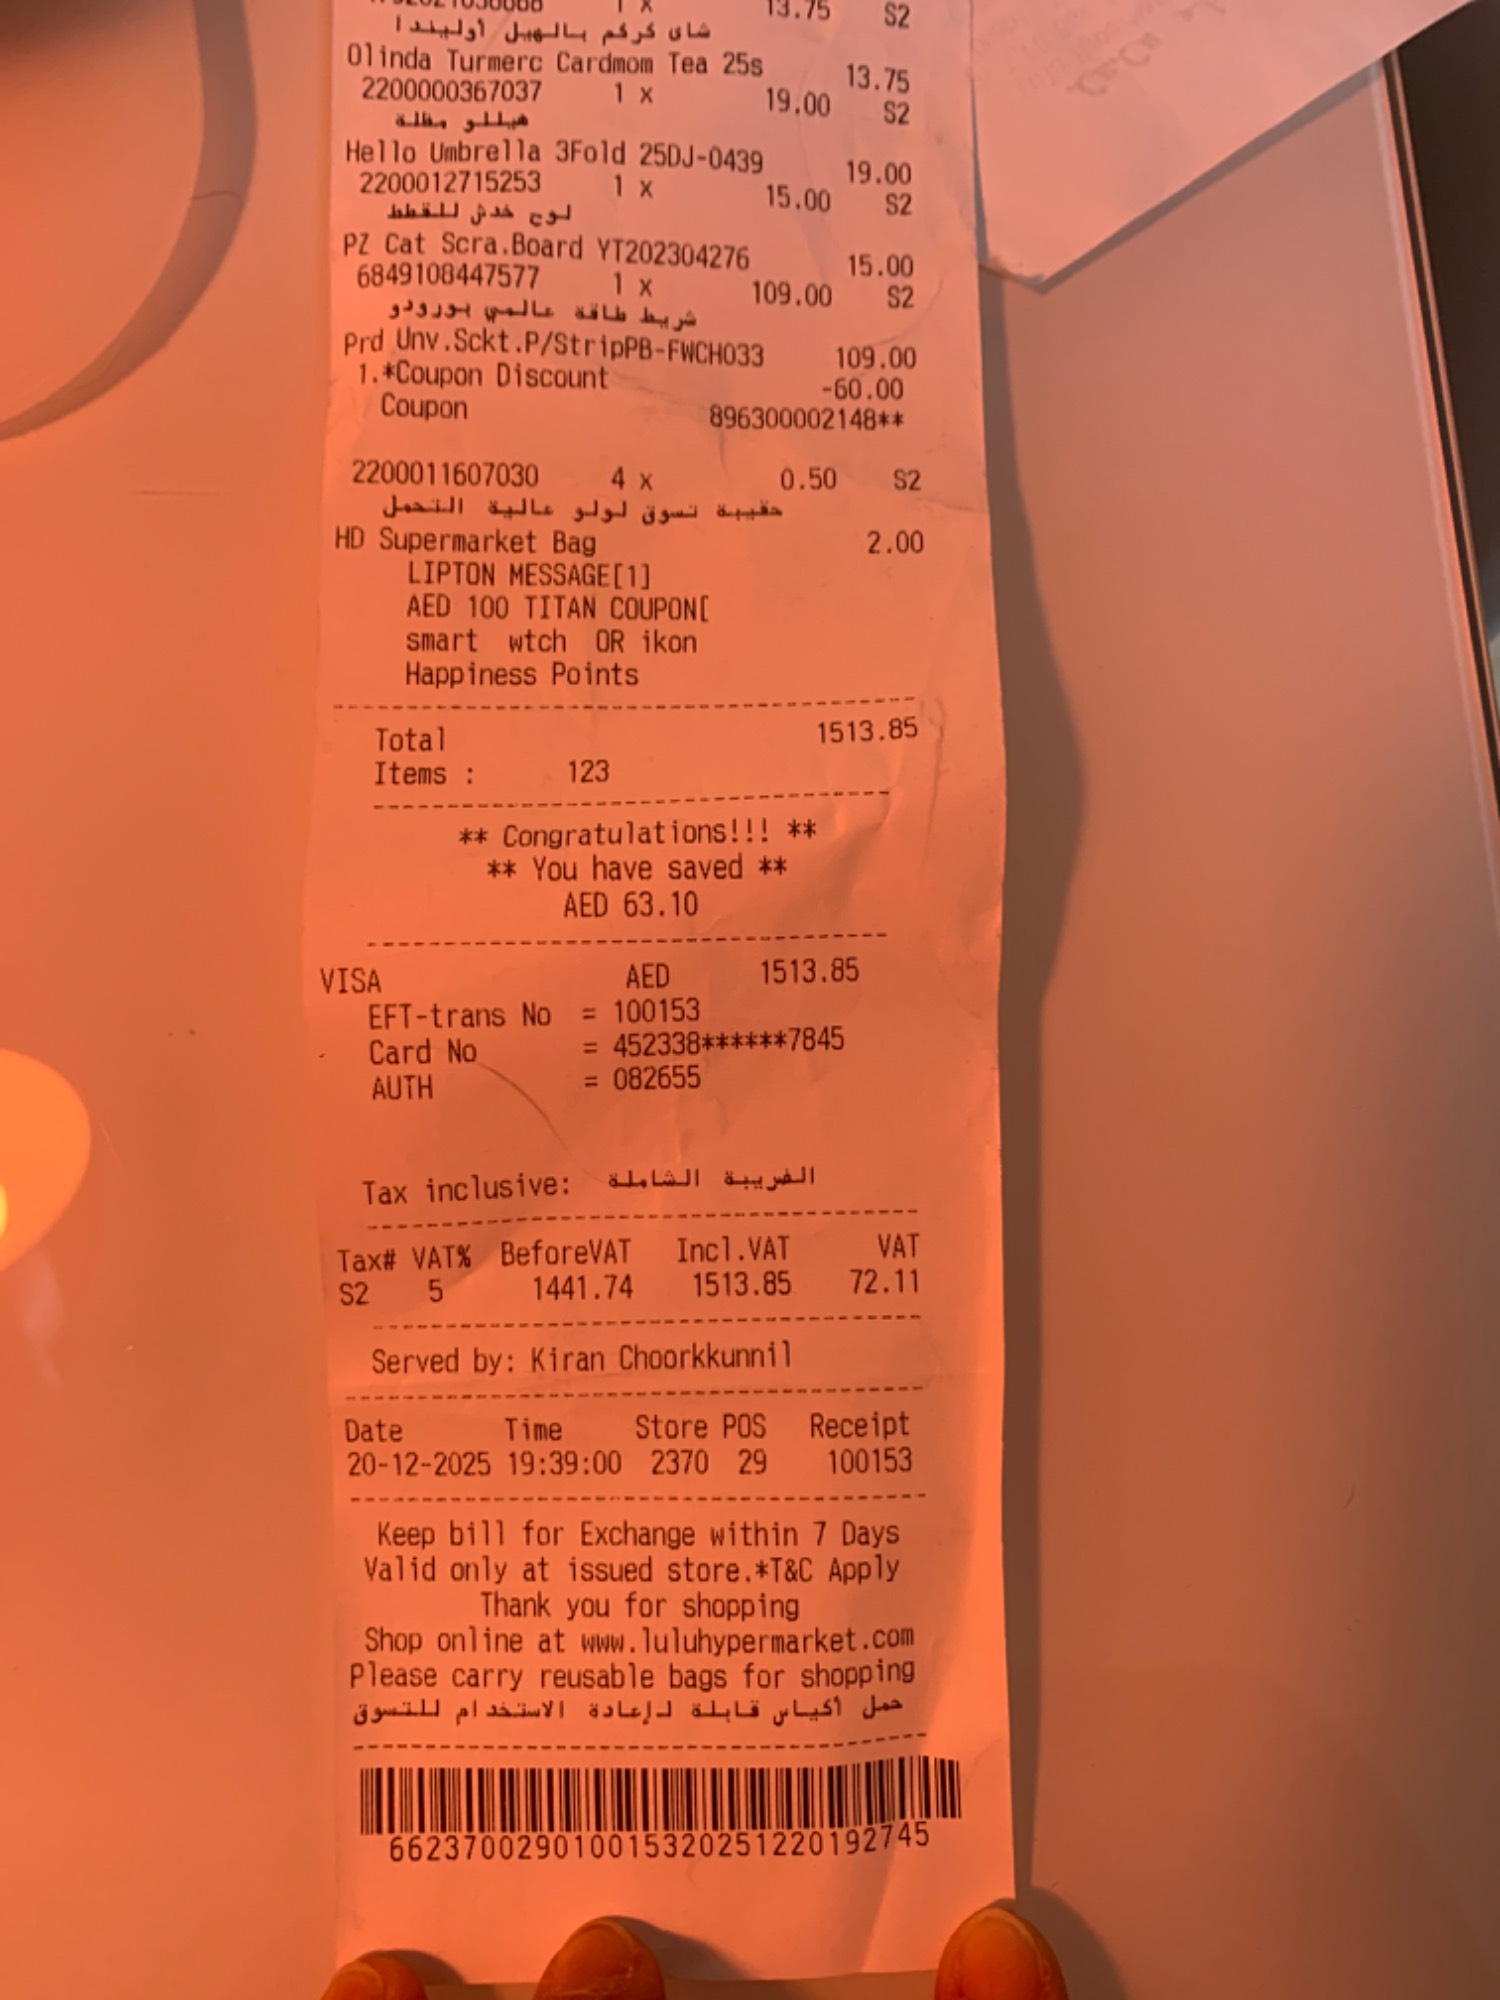 1 x 13.75 S2
شاي كركم بالهيل أوليندا
Olinda Turmerc Cardmom Tea 25s 13.75
2200000367037 1 x 19.00 S2
هيللو مظلة
Hello Umbrella 3Fold 25DJ-0439 19.00
2200012715253 1 x 15.00 S2
لوح خدش للقطط
PZ Cat Scra.Board YT202304276 15.00
6849108447577 1 x 109.00 S2
شريط طاقة عالمي بورودو
Prd Unv.Sckt.P/StripPB-FWCH033 109.00
1.*Coupon Discount -60.00
Coupon 896300002148**
2200011607030 4 x 0.50 S2
حقيبة تسوق لولو عالية التحمل
HD Supermarket Bag 2.00
LIPTON MESSAGE[1]
AED 100 TITAN COUPON[
smart wtch OR ikon
Happiness Points
Total 1513.85
Items : 123
** Congratulations!!! **
** You have saved **
AED 63.10
VISA AED 1513.85
EFT-trans No = 100153
Card No = 452338******7845
AUTH = 082655
Tax inclusive: الضريبة الشاملة
Tax# VAT% BeforeVAT Incl.VAT VAT
S2 5 1441.74 1513.85 72.11
Served by: Kiran Choorkkunnil
Date Time Store POS Receipt
20-12-2025 19:39:00 2370 29 100153
Keep bill for Exchange within 7 Days
Valid only at issued store.*T&C Apply
Thank you for shopping
Shop online at www.luluhypermarket.com
Please carry reusable bags for shopping
حمل أكياس قابلة لإعادة الاستخدام للتسوق
662370029010015320251220192745